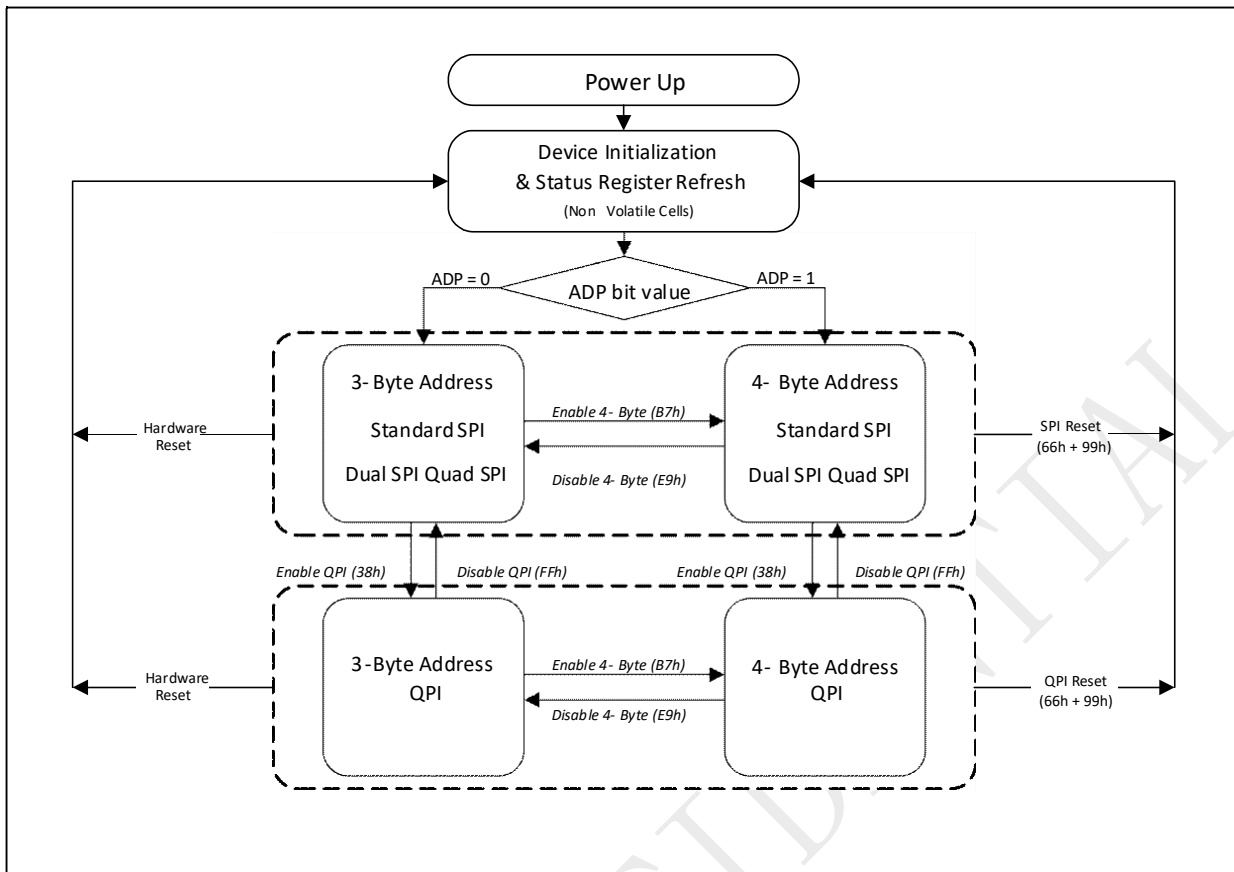 Power Up
Device Initialization
& Status Register Refresh
(Non Volatile Cells)
ADP = 0
ADP bit value
ADP = 1
3- Byte Address
Standard SPI
Dual SPI Quad SPI
Enable 4- Byte (B7h)
Disable 4- Byte (E9h)
4- Byte Address
Standard SPI
Dual SPI Quad SPI
Hardware
Reset
SPI Reset
(66h + 99h)
Enable QPI (38h)
Disable QPI (FFh)
Enable QPI (38h)
Disable QPI (FFh)
3-Byte Address
QPI
Enable 4- Byte (B7h)
Disable 4- Byte (E9h)
4- Byte Address
QPI
Hardware
Reset
QPI Reset
(66h + 99h)